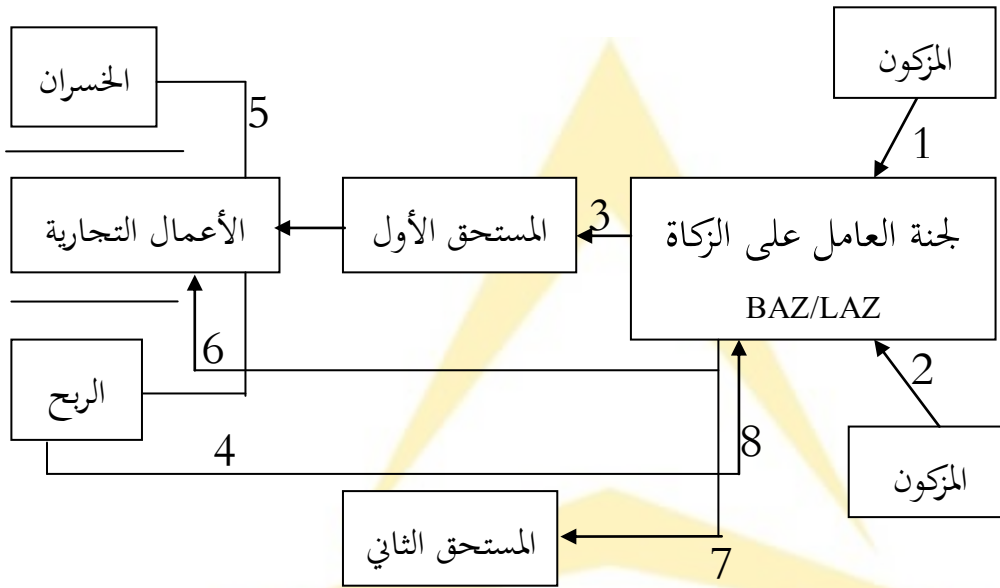 المزكون
الخسران
5
1
لجنة العامل على الزكاة
BAZ/LAZ
3
المستحق الأول
الأعمال التجارية
6
2
الربح
8
4
المزكون
المستحق الثاني
7